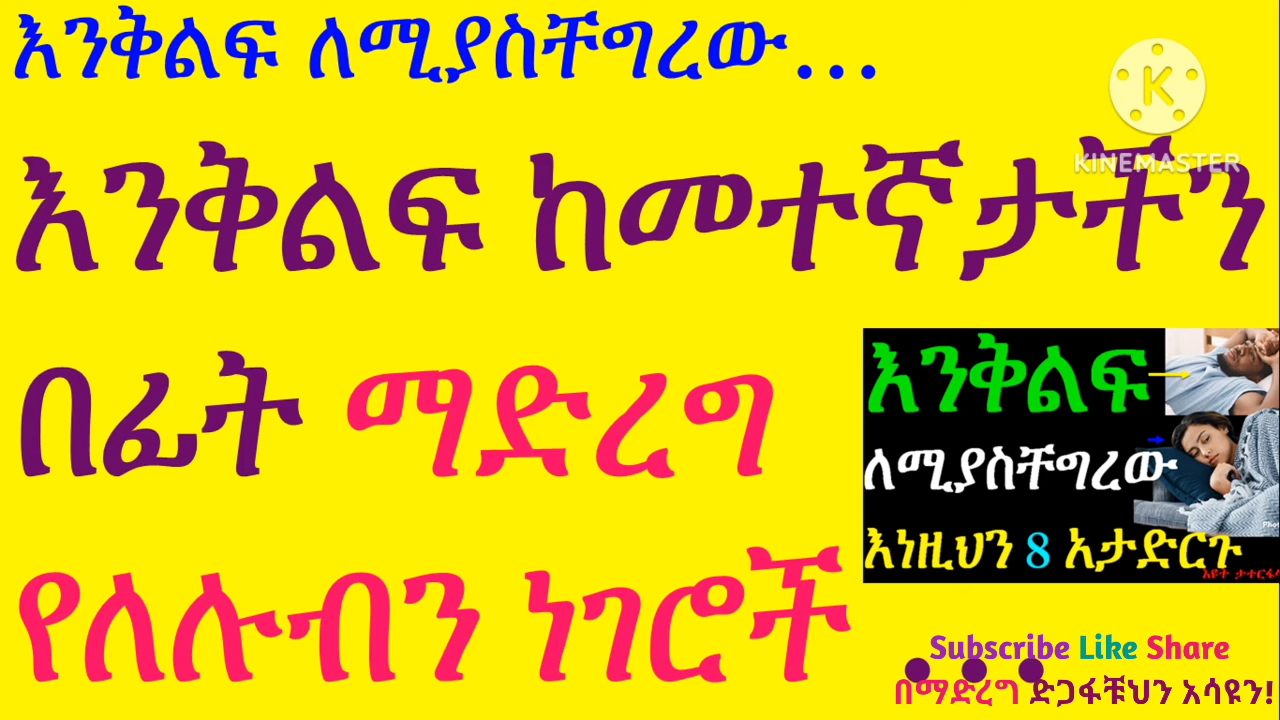 እንቅልፍ ለሚያስቸግረው...
KINEMASTER
እንቅልፍ ከመተኛታችን
በፊት ማድረግ
የለሉብን ነገሮች
...
እንቅልፍ
ለሚያስቸግረው
እነዚህን 8 አታድርጉ
Subscribe Like Share
በማድረግ ድጋፋቹህን አሳዩን!